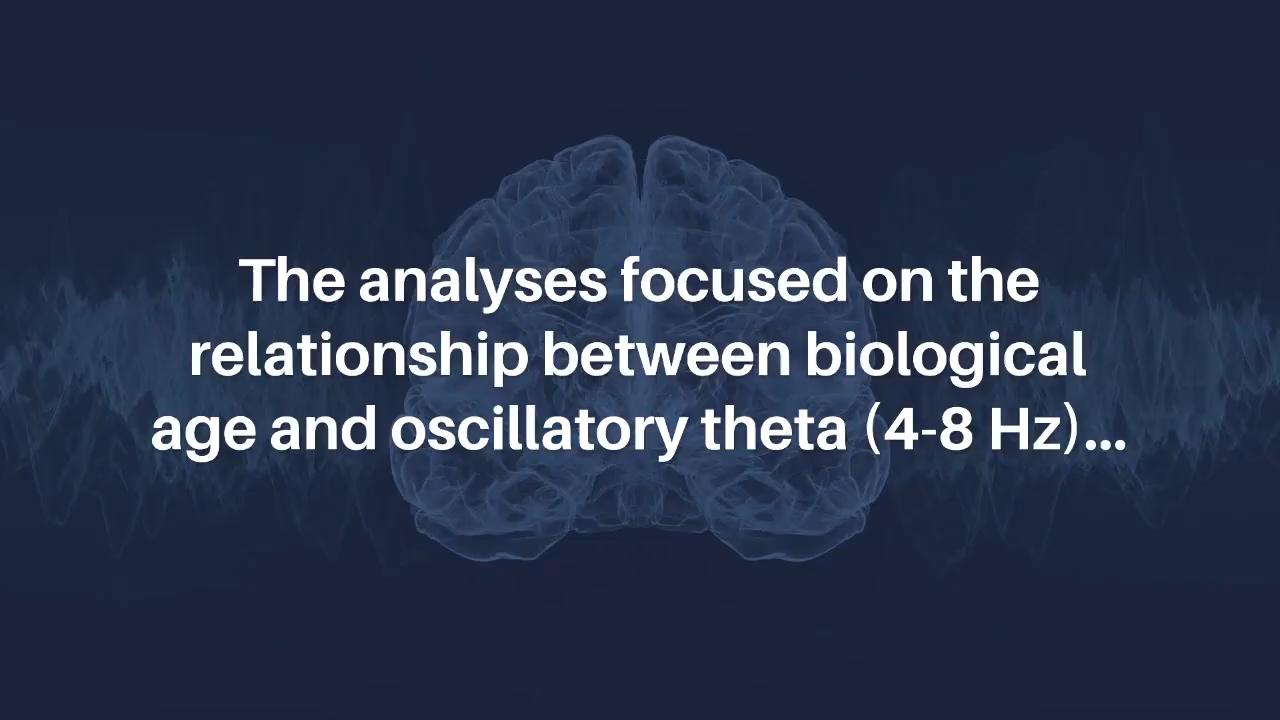 The analyses focused on the
relationship between biological
age and oscillatory theta (4-8 Hz)...